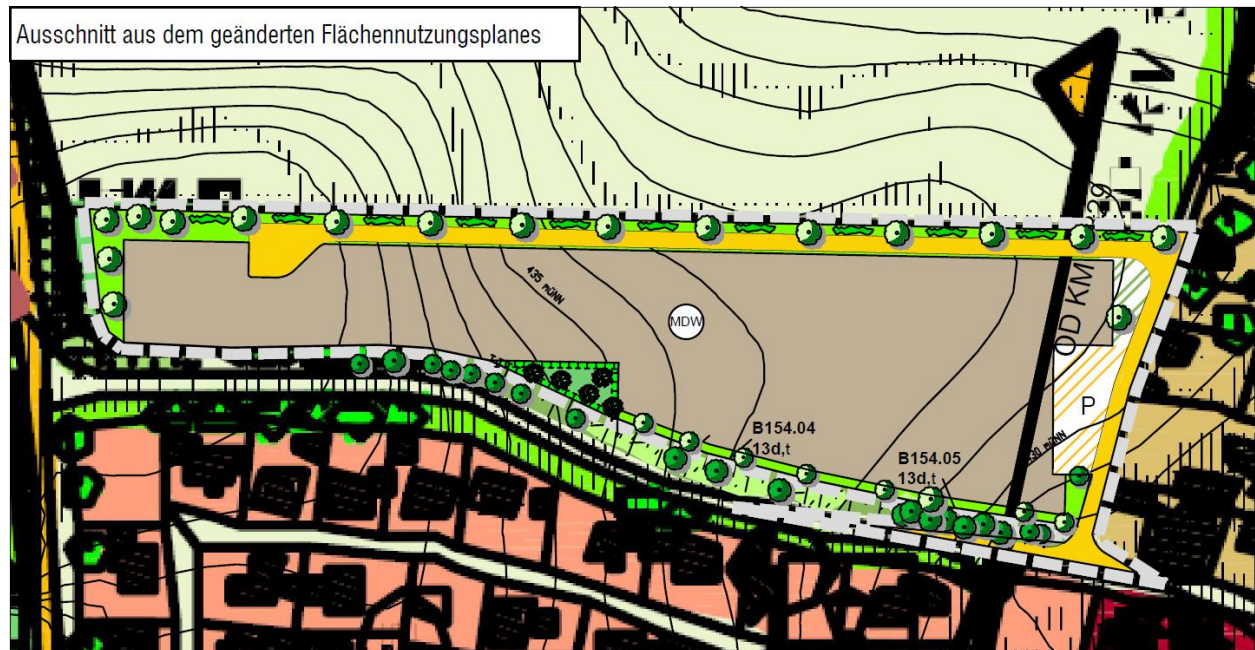 Ausschnitt aus dem geänderten Flächennutzungsplanes
OD KM
435 müNN
MDW
P
B154.04
13d,t
B154.05
13d,t